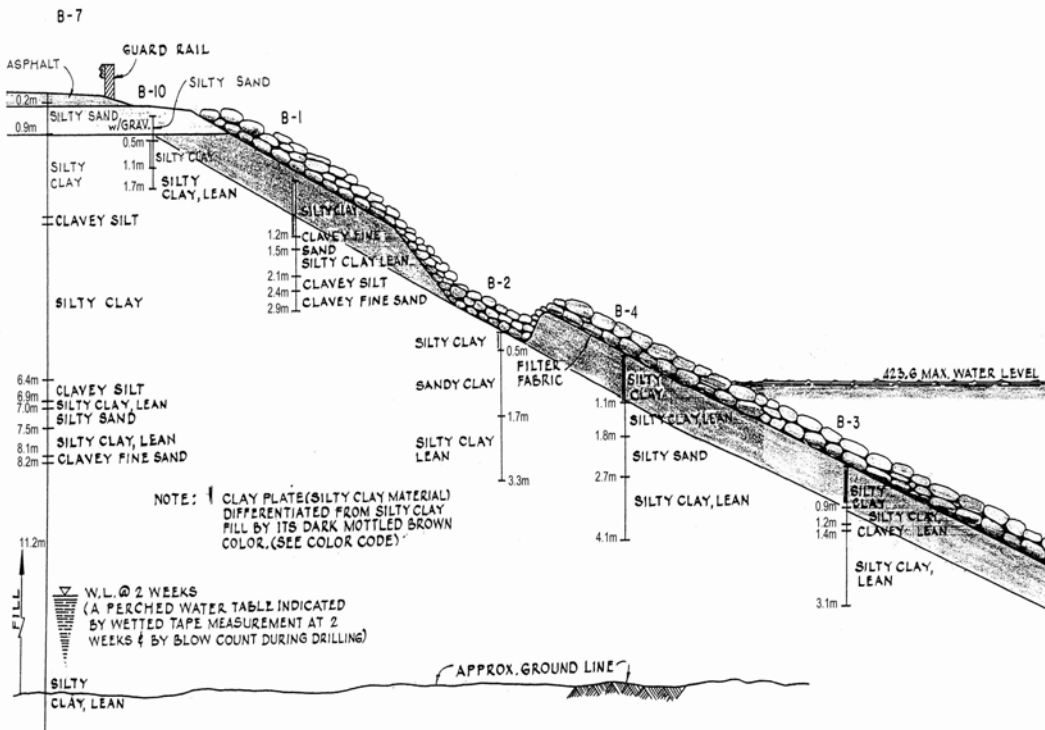 B-7
GUARD RAIL
ASPHALT
SILTY SAND
B-10
0.2m
SILTY SAND
W/GRAV.
0.9m
B-1
0.5m
SILTY CLAY
SILTY
CLAY
1.1m
1.7m
SILTY
CLAY, LEAN
CLAVEY SILT
SILTY CLAY
1.2m
CLAVEY FINE
SAND
1.5m
SILTY CLAY LEAN
2.1m
CLAVEY SILT
2.4m
CLAVEY FINE SAND
2.9m
SILTY CLAY
B-2
B-4
SILTY CLAY
0.5m
FILTER
FABRIC
SANDY CLAY
1.7m
SILTY CLAY
LEAN
3.3m
423.6 MAX. WATER LEVEL
SILTY
CLAY
1.1m
SILTY CLAY, LEAN
1.8m
SILTY SAND
2.7m
SILTY CLAY, LEAN
4.1m
B-3
SILTY
CLAY
0.9m
SILTY CLAY,
1.2m
CLAVEY LEAN
1.4m
SILTY CLAY,
LEAN
3.1m
6.4m
CLAVEY SILT
6.9m
SILTY CLAY, LEAN
7.0m
SILTY SAND
7.5m
SILTY CLAY, LEAN
8.1m
CLAVEY FINE SAND
8.2m
NOTE: CLAY PLATE (SILTY CLAY MATERIAL)
DIFFERENTIATED FROM SILTY CLAY
FILL BY ITS DARK MOTTLED BROWN
COLOR. (SEE COLOR CODE)
11.2m
FILL
W.L. @ 2 WEEKS
(A PERCHED WATER TABLE INDICATED
BY WETTED TAPE MEASUREMENT AT 2
WEEKS & BY BLOW COUNT DURING DRILLING)
APPROX. GROUND LINE
SILTY
CLAY, LEAN